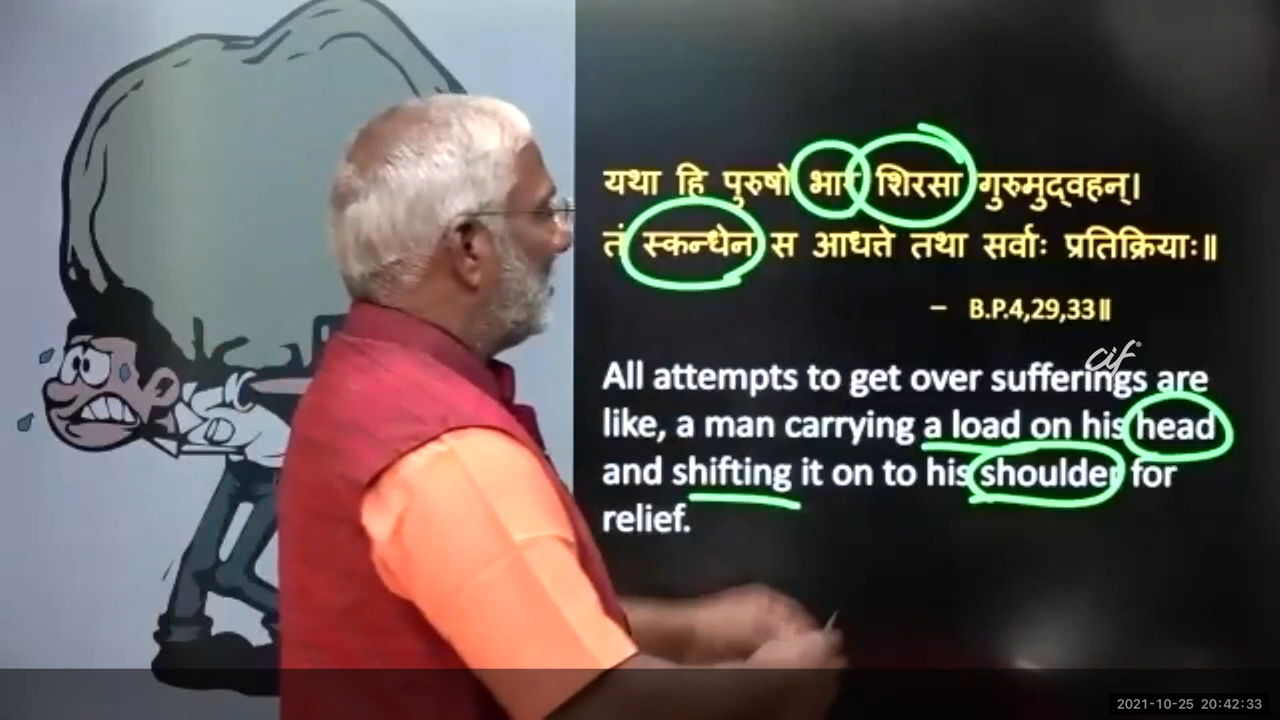 यथा हि पुरुषो भारं शिरसा गुरुमुद्वहन्।
तं स्कन्धेन स आधत्ते तथा सर्वाः प्रतिक्रियाः॥
– B.P.4,29,33॥
cif
All attempts to get over sufferings are
like, a man carrying a load on his head
and shifting it on to his shoulder for
relief.
2021-10-25 20:42:33